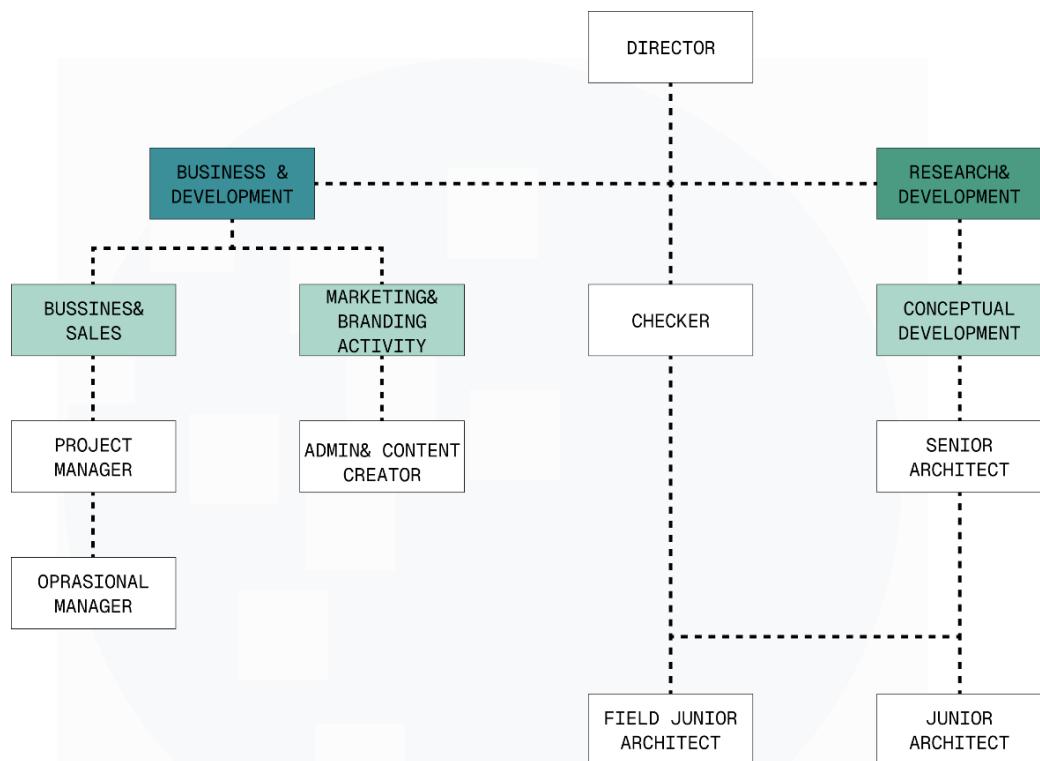 DIRECTOR
BUSINESS &
DEVELOPMENT
RESEARCH&
DEVELOPMENT
BUSSINES&
SALES
MARKETING&
BRANDING
ACTIVITY
CHECKER
CONCEPTUAL
DEVELOPMENT
PROJECT
MANAGER
ADMIN& CONTENT
CREATOR
SENIOR
ARCHITECT
OPRASIONAL
MANAGER
FIELD JUNIOR
ARCHITECT
JUNIOR
ARCHITECT